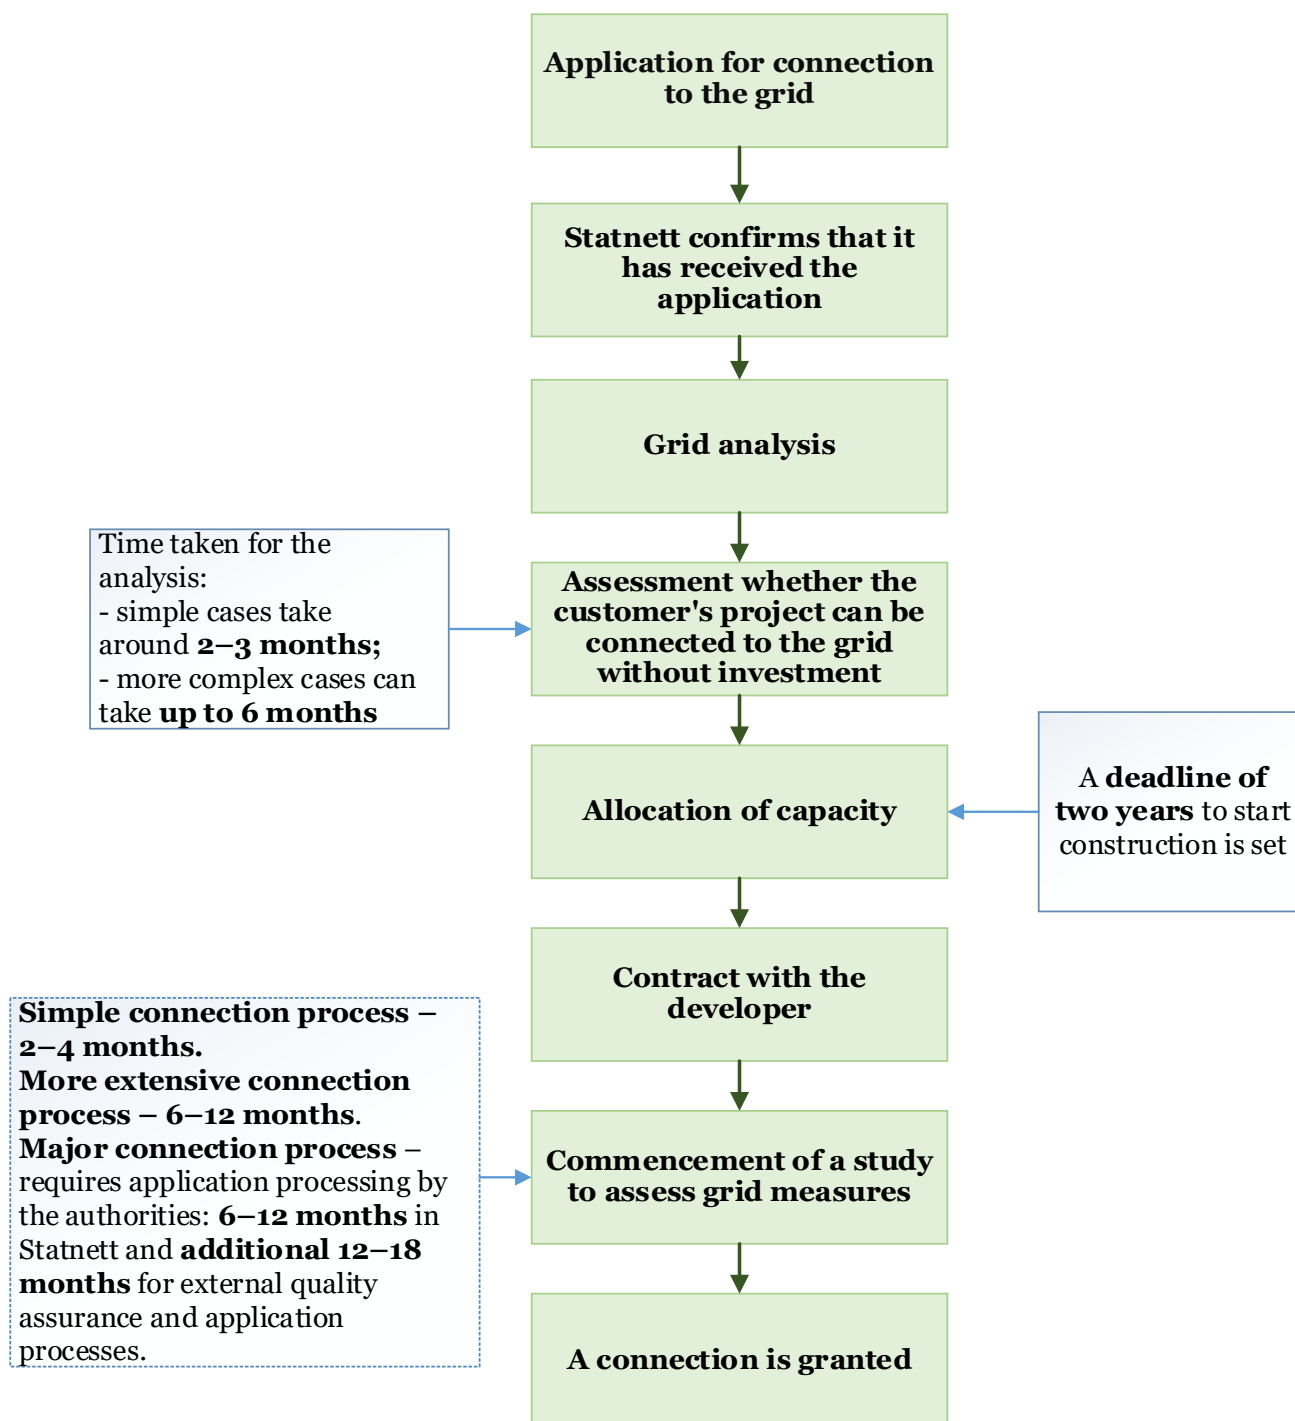 Application for connection
to the grid
Statnett confirms that it
has received the
application
Grid analysis
Time taken for the
analysis:
- simple cases take
around 2–3 months;
- more complex cases can
take up to 6 months
Assessment whether the
customer's project can be
connected to the grid
without investment
Allocation of capacity
A deadline of
two years to start
construction is set
Contract with the
developer
Simple connection process –
2–4 months.
More extensive connection
process – 6–12 months.
Major connection process –
requires application processing by
the authorities: 6–12 months in
Statnett and additional 12–18
months for external quality
assurance and application
processes.
Commencement of a study
to assess grid measures
A connection is granted